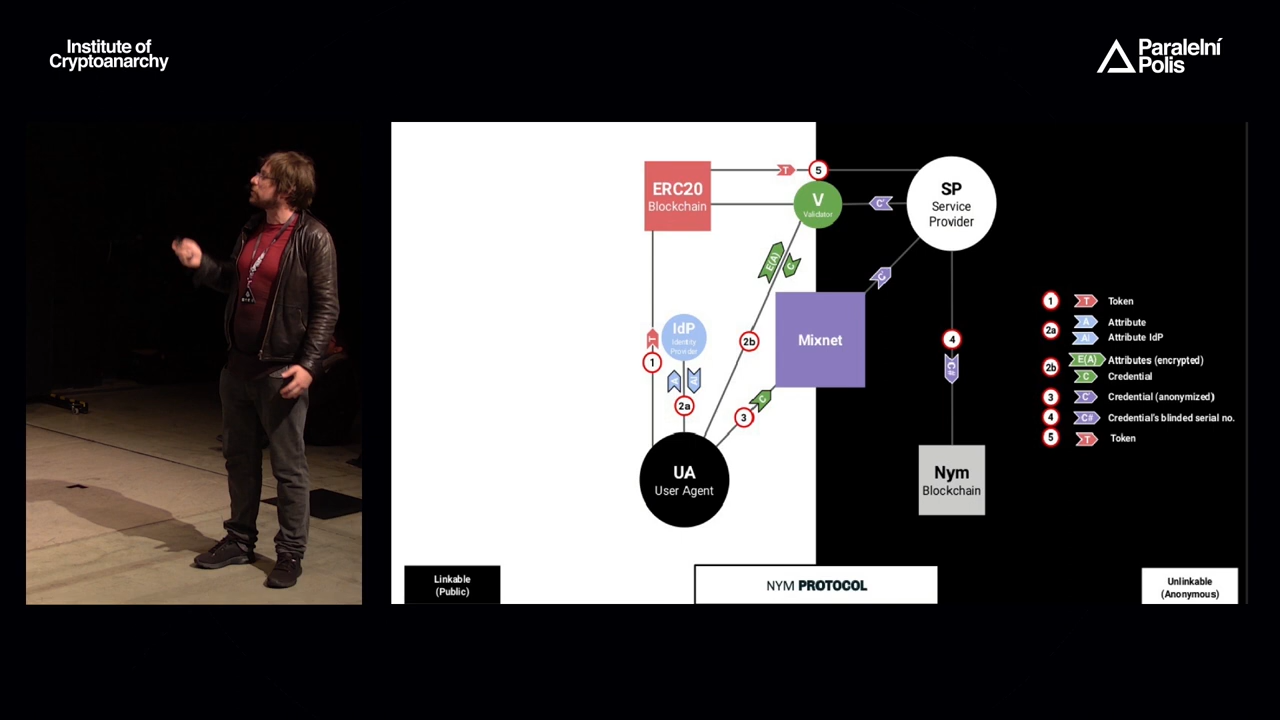 Institute of
Cryptoanarchy
Paralelní
Polis
ERC20
Blockchain
T
5
V
Validator
C'
SP
Service
Provider
E(A)
C
C'
IdP
Identity
Provider
T
1
2b
Mixnet
4
C#
2a
3
C
UA
User Agent
Nym
Blockchain
1 T Token
2a A Attribute
Attribute IdP
2b E(A) Attributes (encrypted)
C Credential
3 C' Credential (anonymized)
4 C# Credential's blinded serial no.
5 T Token
Linkable
(Public)
NYM PROTOCOL
Unlinkable
(Anonymous)